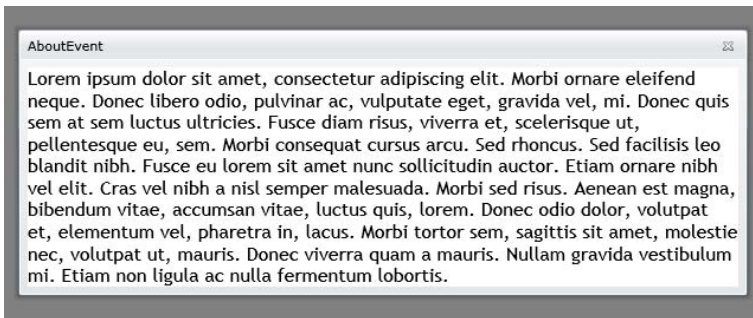 AboutEvent
Lorem ipsum dolor sit amet, consectetur adipiscing elit. Morbi ornare eleifend
neque. Donec libero odio, pulvinar ac, vulputate eget, gravida vel, mi. Donec quis
sem at sem luctus ultricies. Fusce diam risus, viverra et, scelerisque ut,
pellentesque eu, sem. Morbi consequat cursus arcu. Sed rhoncus. Sed facilisis leo
blandit nibh. Fusce eu lorem sit amet nunc sollicitudin auctor. Etiam ornare nibh
vel elit. Cras vel nibh a nisl semper malesuada. Morbi sed risus. Aenean est magna,
bibendum vitae, accumsan vitae, luctus quis, lorem. Donec odio dolor, volutpat
et, elementum vel, pharetra in, lacus. Morbi tortor sem, sagittis sit amet, molestie
nec, volutpat ut, mauris. Donec viverra quam a mauris. Nullam gravida vestibulum
mi. Etiam non ligula ac nulla fermentum lobortis.